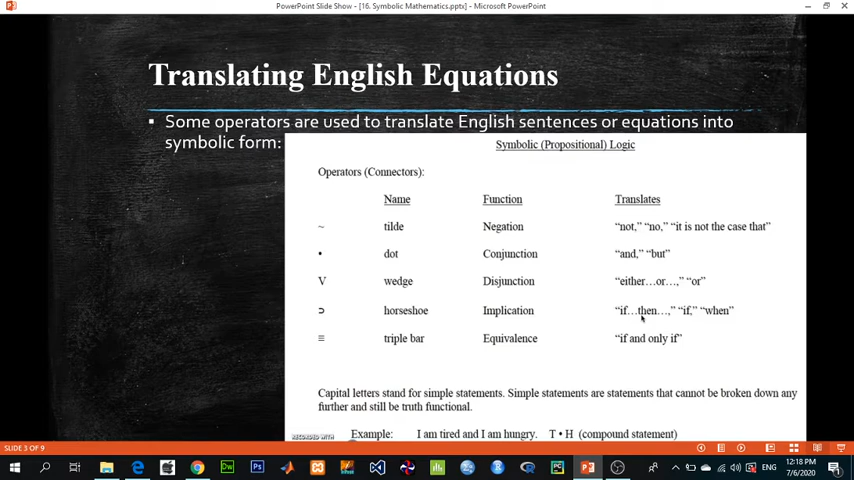 PowerPoint Slide Show - [16. Symbolic Mathematics.pptx] - Microsoft PowerPoint
Translating English Equations
▪ Some operators are used to translate English sentences or equations into
symbolic form:
Symbolic (Propositional) Logic
Operators (Connectors):
Name Function Translates
~ tilde Negation “not,” “no,” “it is not the case that”
• dot Conjunction “and,” “but”
V wedge Disjunction “either…or…,” “or”
⊃ horseshoe Implication “if…then…,” “if,” “when”
≡ triple bar Equivalence “if and only if”
Capital letters stand for simple statements. Simple statements are statements that cannot be broken down any
further and still be truth functional.
RECORDED WITH
Example: I am tired and I am hungry. T • H (compound statement)
SLIDE 3 OF 9
Dw Ps R PC
ENG
12:18 PM
7/6/2020